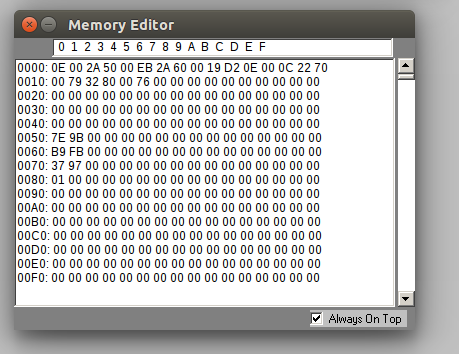 Memory Editor
0 1 2 3 4 5 6 7 8 9 A B C D E F
0000: 0E 00 2A 50 00 EB 2A 60 00 19 D2 0E 00 0C 22 70
0010: 00 79 32 80 00 76 00 00 00 00 00 00 00 00 00 00
0020: 00 00 00 00 00 00 00 00 00 00 00 00 00 00 00 00
0030: 00 00 00 00 00 00 00 00 00 00 00 00 00 00 00 00
0040: 00 00 00 00 00 00 00 00 00 00 00 00 00 00 00 00
0050: 7E 9B 00 00 00 00 00 00 00 00 00 00 00 00 00 00
0060: B9 FB 00 00 00 00 00 00 00 00 00 00 00 00 00 00
0070: 37 97 00 00 00 00 00 00 00 00 00 00 00 00 00 00
0080: 01 00 00 00 00 00 00 00 00 00 00 00 00 00 00 00
0090: 00 00 00 00 00 00 00 00 00 00 00 00 00 00 00 00
00A0: 00 00 00 00 00 00 00 00 00 00 00 00 00 00 00 00
00B0: 00 00 00 00 00 00 00 00 00 00 00 00 00 00 00 00
00C0: 00 00 00 00 00 00 00 00 00 00 00 00 00 00 00 00
00D0: 00 00 00 00 00 00 00 00 00 00 00 00 00 00 00 00
00E0: 00 00 00 00 00 00 00 00 00 00 00 00 00 00 00 00
00F0: 00 00 00 00 00 00 00 00 00 00 00 00 00 00 00 00
Always On Top